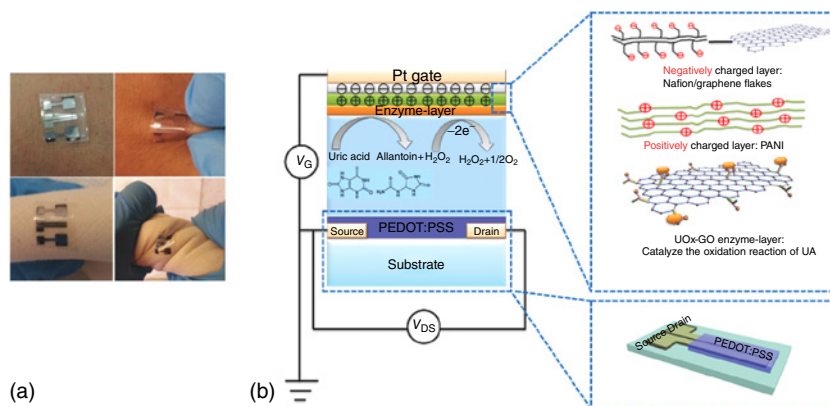 Pt gate
Enzyme-layer
−2e⁻
Uric acid
Allantoin+H₂O₂
H₂O₂+1/2O₂
V_G
Source
PEDOT:PSS
Drain
Substrate
V_DS
Negatively charged layer:
Nafion/graphene flakes
Positively charged layer: PANI
UOx-GO enzyme-layer:
Catalyze the oxidation reaction of UA
Source Drain
PEDOT:PSS
(a)
(b)